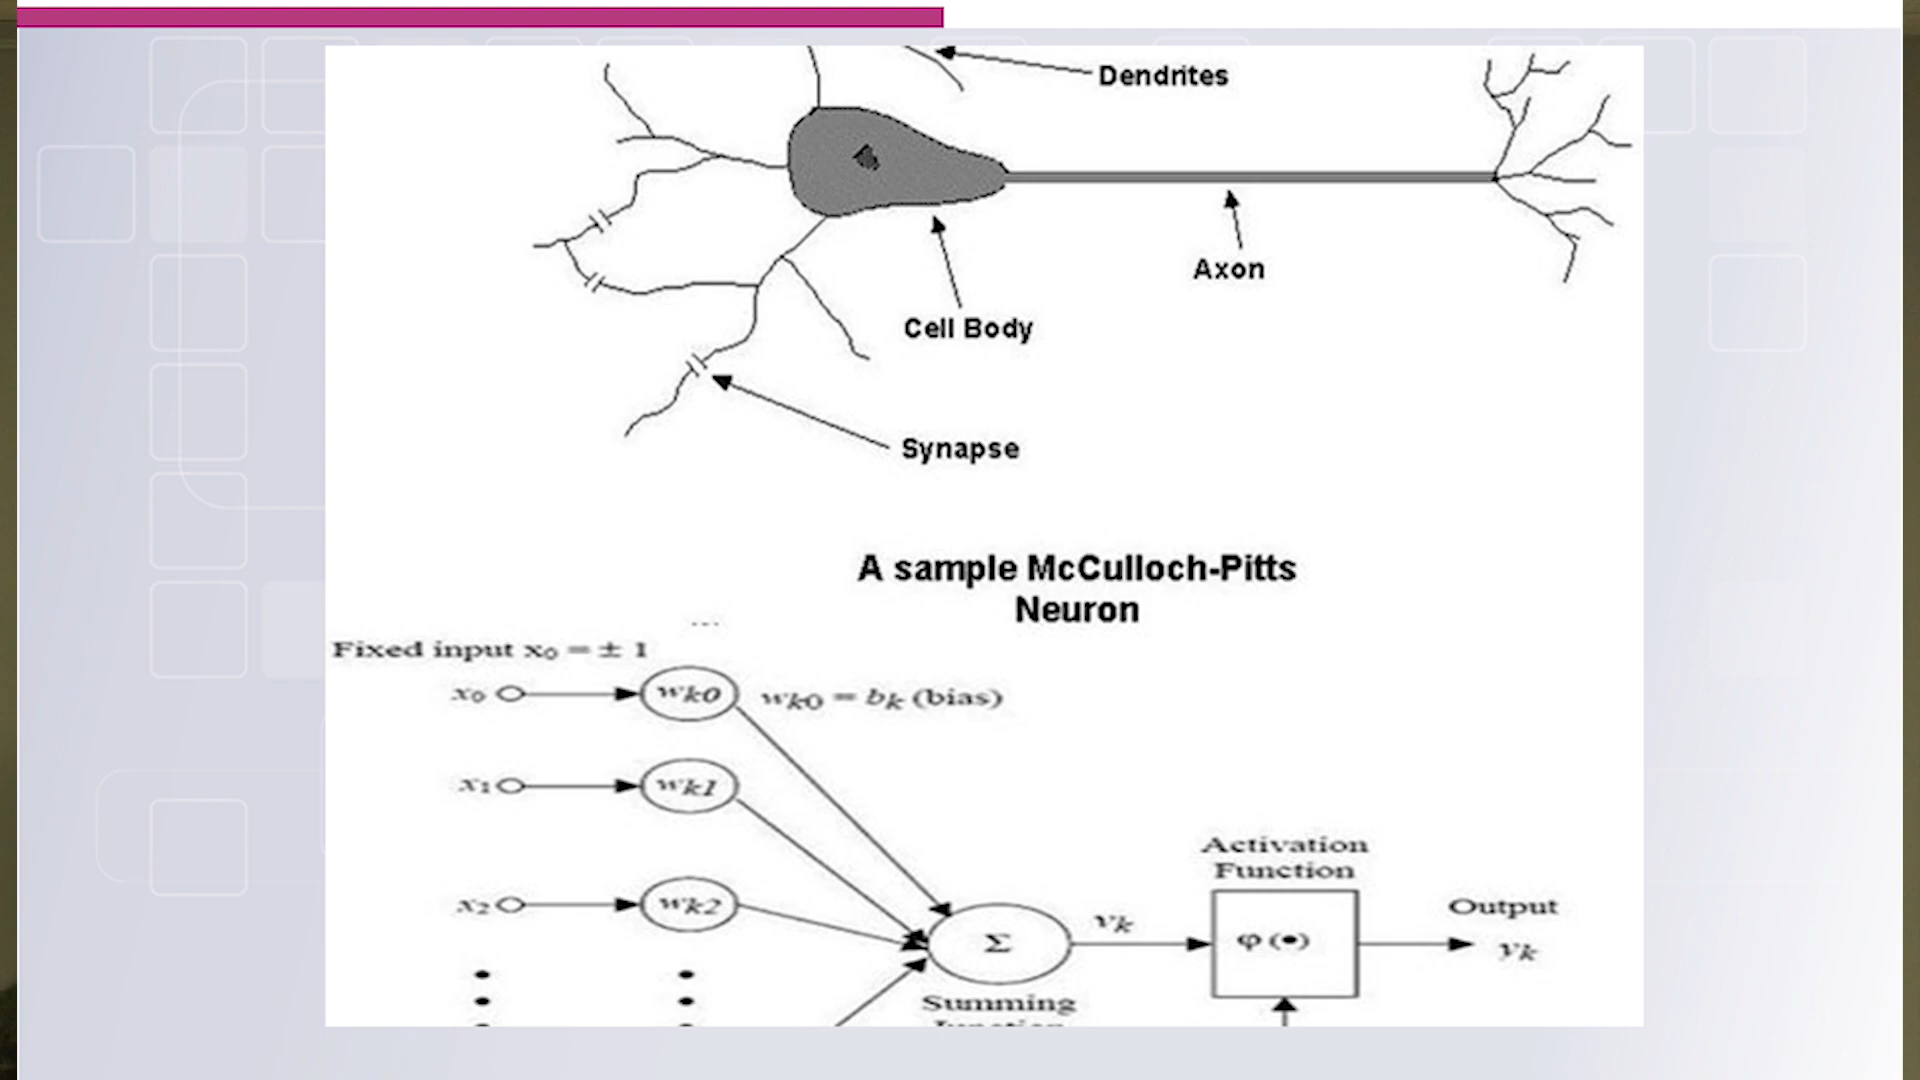 Dendrites
Axon
Cell Body
Synapse
A sample McCulloch-Pitts
Neuron
Fixed input x₀ = ± 1
x₀
wk0
wk0 = bk (bias)
x₁
wk1
Activation
Function
x₂
wk2
Output
Σ
vk
φ (•)
yk
Summing